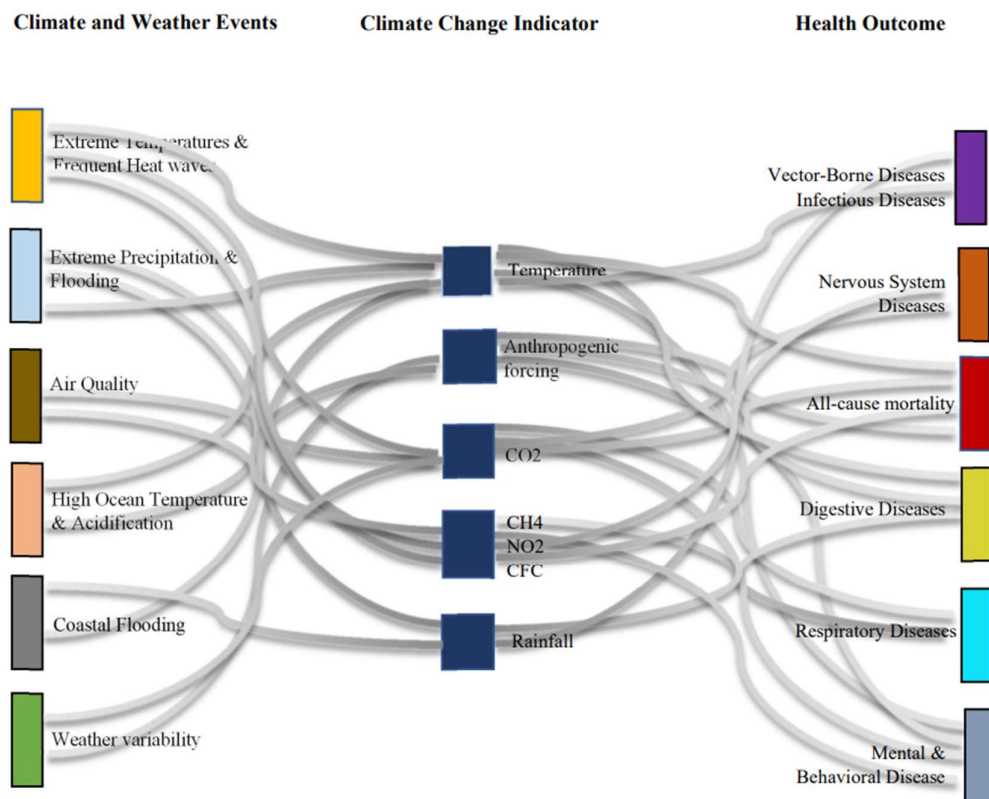 Climate and Weather Events
Climate Change Indicator
Health Outcome
Extreme Temperatures &
Frequent Heat waves
Extreme Precipitation &
Flooding
Air Quality
High Ocean Temperature
& Acidification
Coastal Flooding
Weather variability
Temperature
Anthropogenic
forcing
CO2
CH4
NO2
CFC
Rainfall
Vector-Borne Diseases
Infectious Diseases
Nervous System
Diseases
All-cause mortality
Digestive Diseases
Respiratory Diseases
Mental &
Behavioral Disease